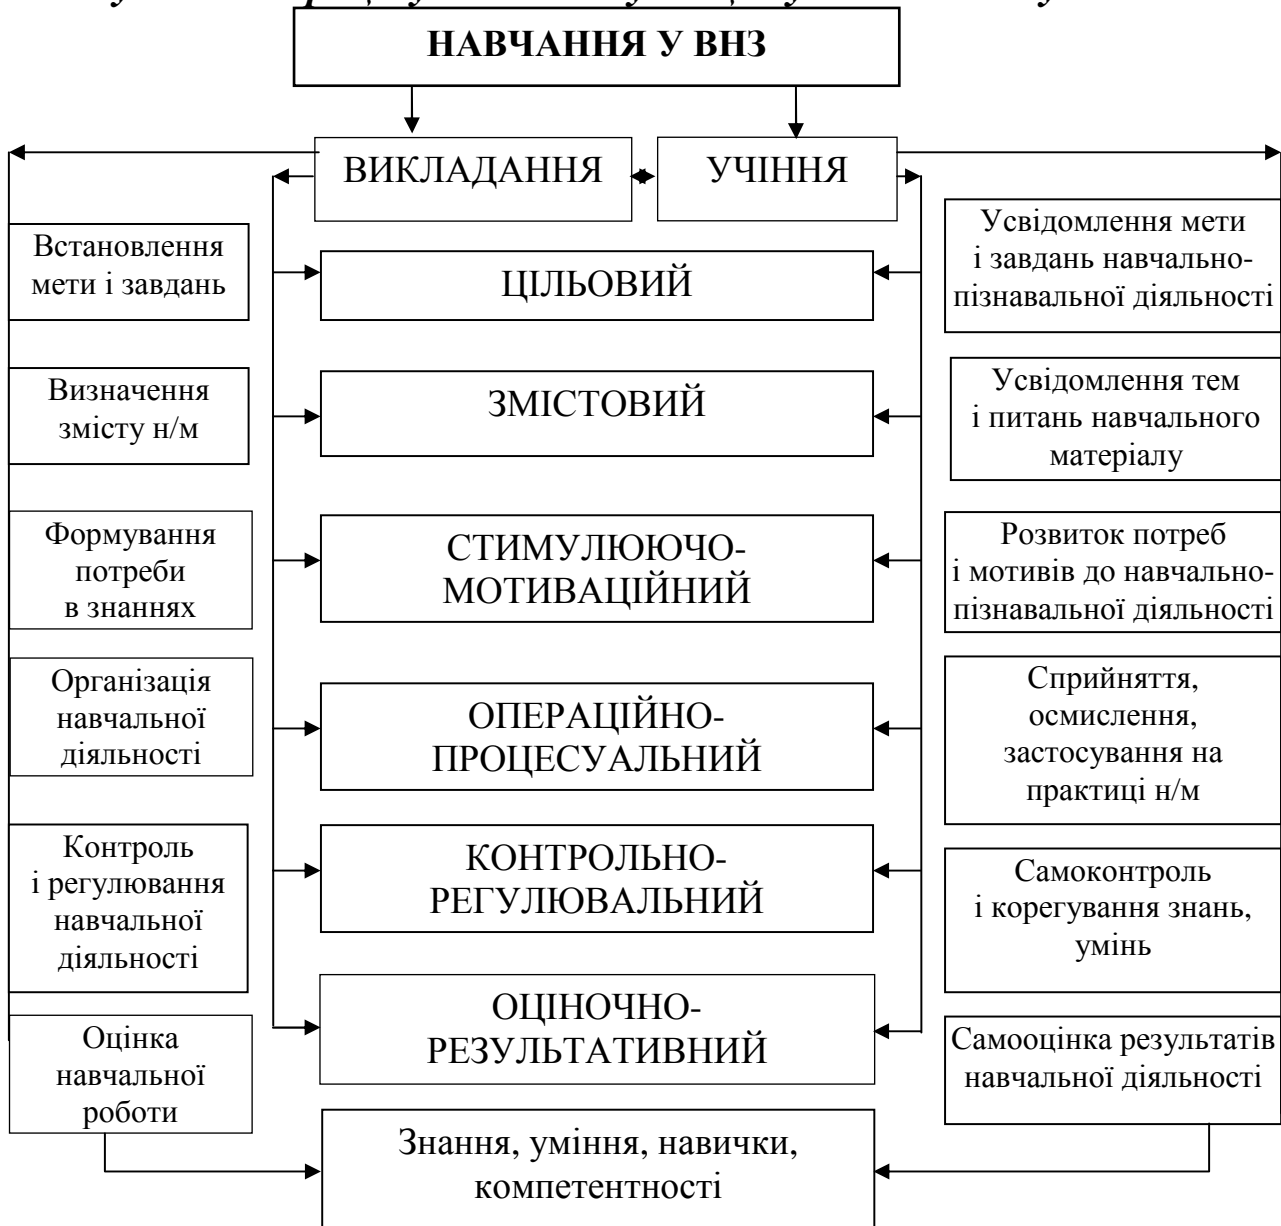 НАВЧАННЯ У ВНЗ
ВИКЛАДАННЯ
УЧІННЯ
Встановлення
мети і завдань
ЦІЛЬОВИЙ
Усвідомлення мети
і завдань навчально-
пізнавальної діяльності
Визначення
змісту н/м
ЗМІСТОВИЙ
Усвідомлення тем
і питань навчального
матеріалу
Формування
потреби
в знаннях
СТИМУЛЮЮЧО-
МОТИВАЦІЙНИЙ
Розвиток потреб
і мотивів до навчально-
пізнавальної діяльності
Організація
навчальної
діяльності
ОПЕРАЦІЙНО-
ПРОЦЕСУАЛЬНИЙ
Сприйняття,
осмислення,
застосування на
практиці н/м
Контроль
і регулювання
навчальної
діяльності
КОНТРОЛЬНО-
РЕГУЛЮВАЛЬНИЙ
Самоконтроль
і корегування знань,
умінь
Оцінка
навчальної
роботи
ОЦІНОЧНО-
РЕЗУЛЬТАТИВНИЙ
Самооцінка результатів
навчальної діяльності
Знання, уміння, навички,
компетентності